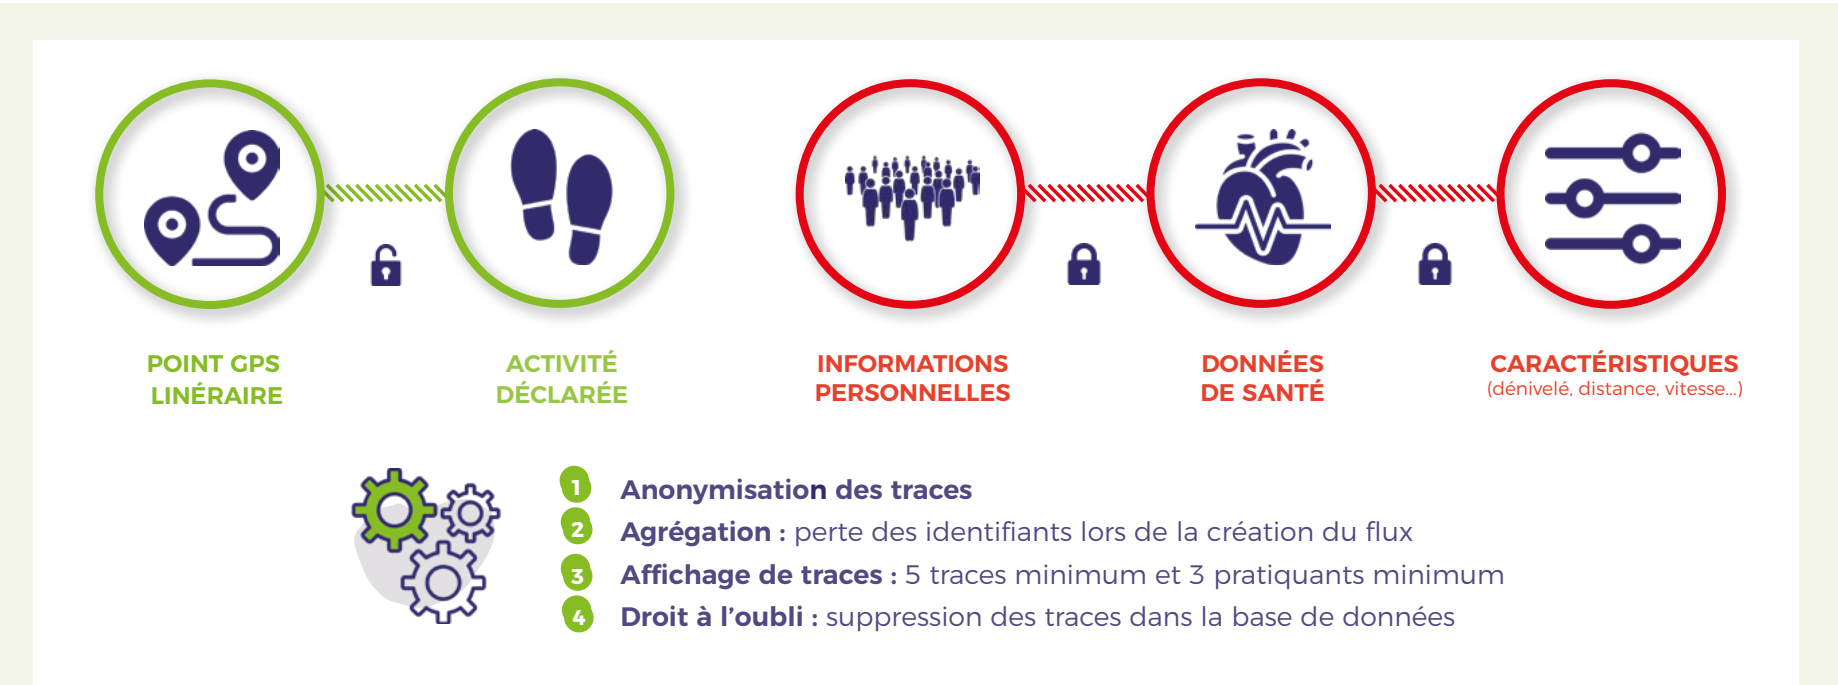 POINT GPS
LINÉRAIRE
ACTIVITÉ
DÉCLARÉE
INFORMATIONS
PERSONNELLES
DONNÉES
DE SANTÉ
CARACTÉRISTIQUES
(dénivelé, distance, vitesse...)
1 Anonymisation des traces
2 Agrégation : perte des identifiants lors de la création du flux
3 Affichage de traces : 5 traces minimum et 3 pratiquants minimum
4 Droit à l'oubli : suppression des traces dans la base de données